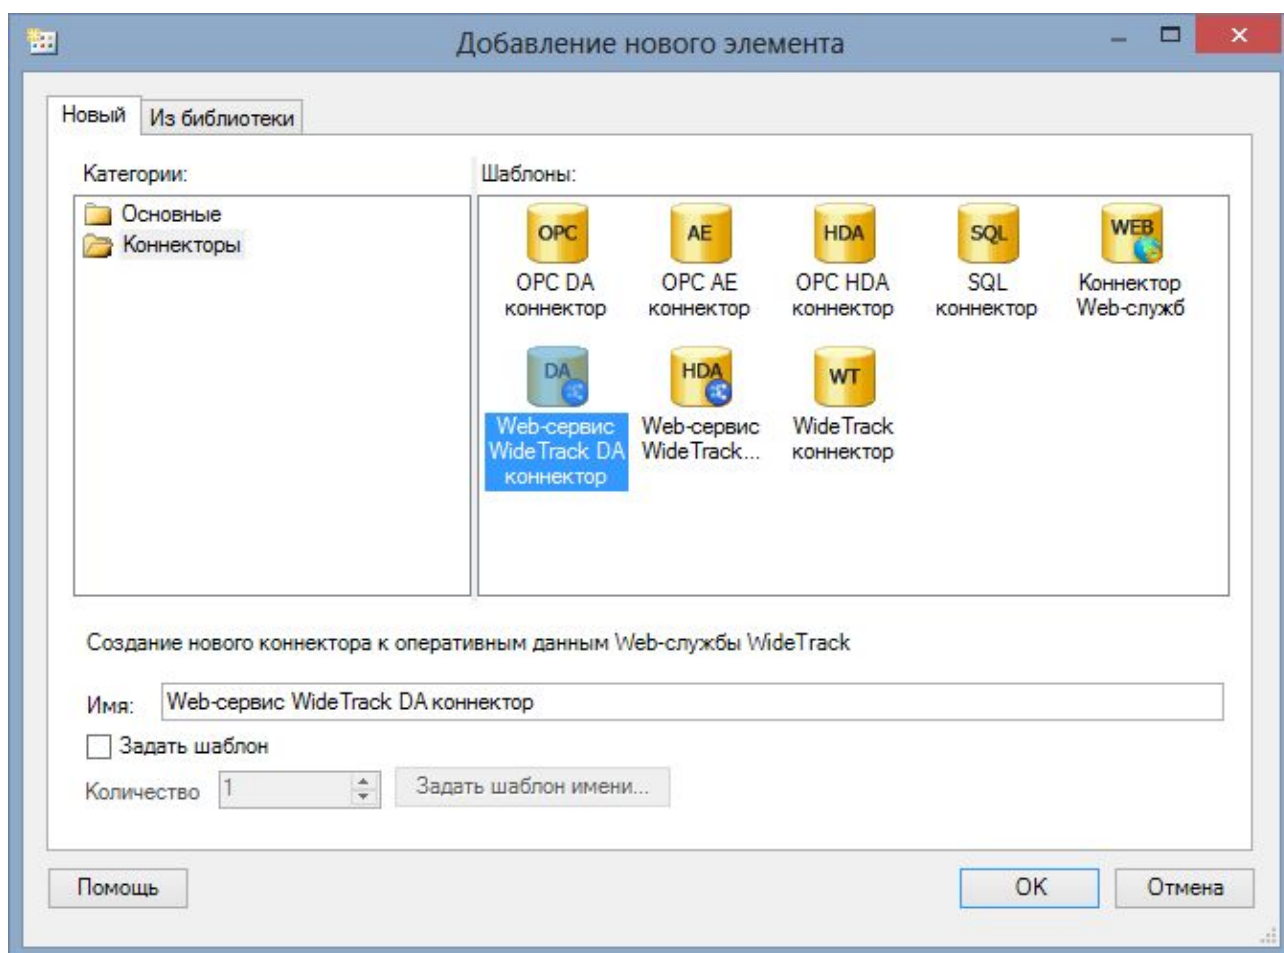 Добавление нового элемента
Новый
Из библиотеки
Категории:
Шаблоны:
Основные
Коннекторы
OPC
AE
HDA
SQL
WEB
OPC DA
коннектор
OPC AE
коннектор
OPC HDA
коннектор
SQL
коннектор
Коннектор
Web-служб
DA
HDA
WT
Web-сервис
WideTrack DA
коннектор
Web-сервис
WideTrack...
WideTrack
коннектор
Создание нового коннектора к оперативным данным Web-службы WideTrack
Имя:
Web-сервис WideTrack DA коннектор
Задать шаблон
Количество
1
Задать шаблон имени...
Помощь
OK
Отмена